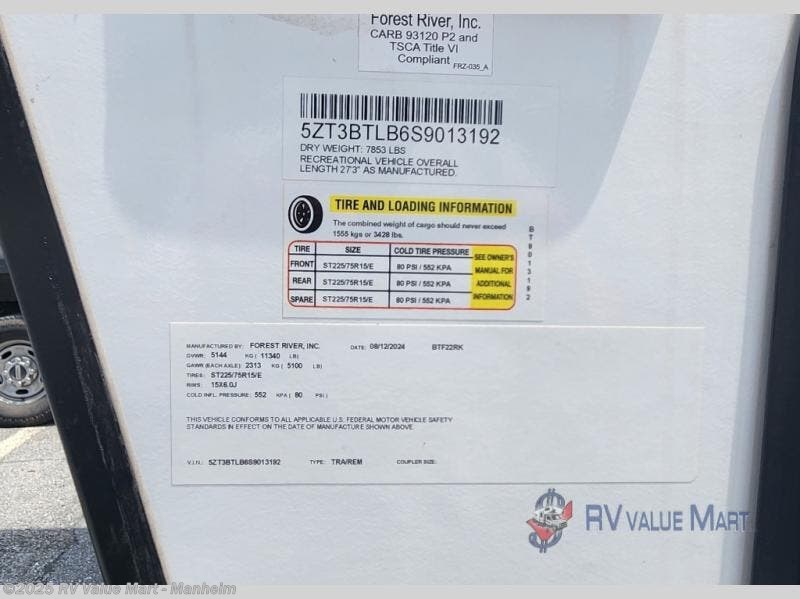 Forest River, Inc.
CARB 93120 P2 and
TSCA Title VI
Compliant
FRZ-035_A
5ZT3BTLB6S9013192
DRY WEIGHT: 7853 LBS
RECREATIONAL VEHICLE OVERALL
LENGTH 27'3" AS MANUFACTURED.
TIRE AND LOADING INFORMATION
The combined weight of cargo should never exceed
1555 kgs or 3428 lbs.
TIRE SIZE COLD TIRE PRESSURE SEE OWNER'S MANUAL FOR ADDITIONAL INFORMATION
FRONT ST225/75R15/E 80 PSI / 552 KPA
REAR ST225/75R15/E 80 PSI / 552 KPA
SPARE ST225/75R15/E 80 PSI / 552 KPA
BT9013192
MANUFACTURED BY: FOREST RIVER, INC. DATE: 08/12/2024 BTF22RK
GVWR: 5144 KG ( 11340 LB)
GAWR (EACH AXLE): 2313 KG ( 5100 LB)
TIRES: ST225/75R15/E
RIMS: 15X6.0J
COLD INFL. PRESSURE: 552 KPA ( 80 PSI )
THIS VEHICLE CONFORMS TO ALL APPLICABLE U.S. FEDERAL MOTOR VEHICLE SAFETY
STANDARDS IN EFFECT ON THE DATE OF MANUFACTURE SHOWN ABOVE.
V.I.N.: 5ZT3BTLB6S9013192 TYPE: TRA/REM COUPLER SIZE:
RV VALUE MART
©2025 RV Value Mart - Manheim